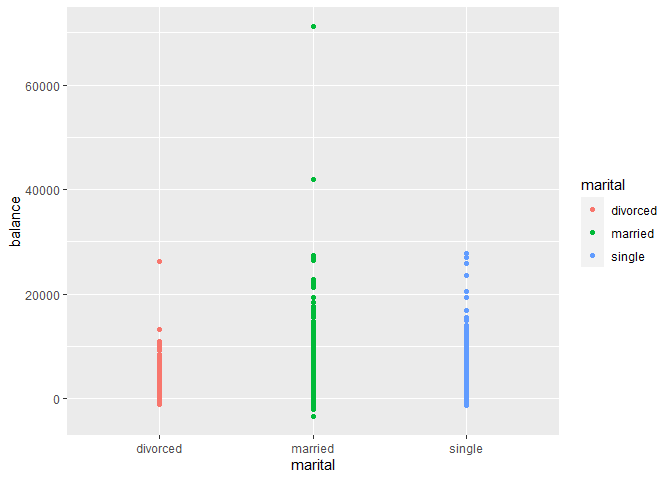 60000
40000
20000
0
balance
divorced married single
marital
marital
divorced
married
single